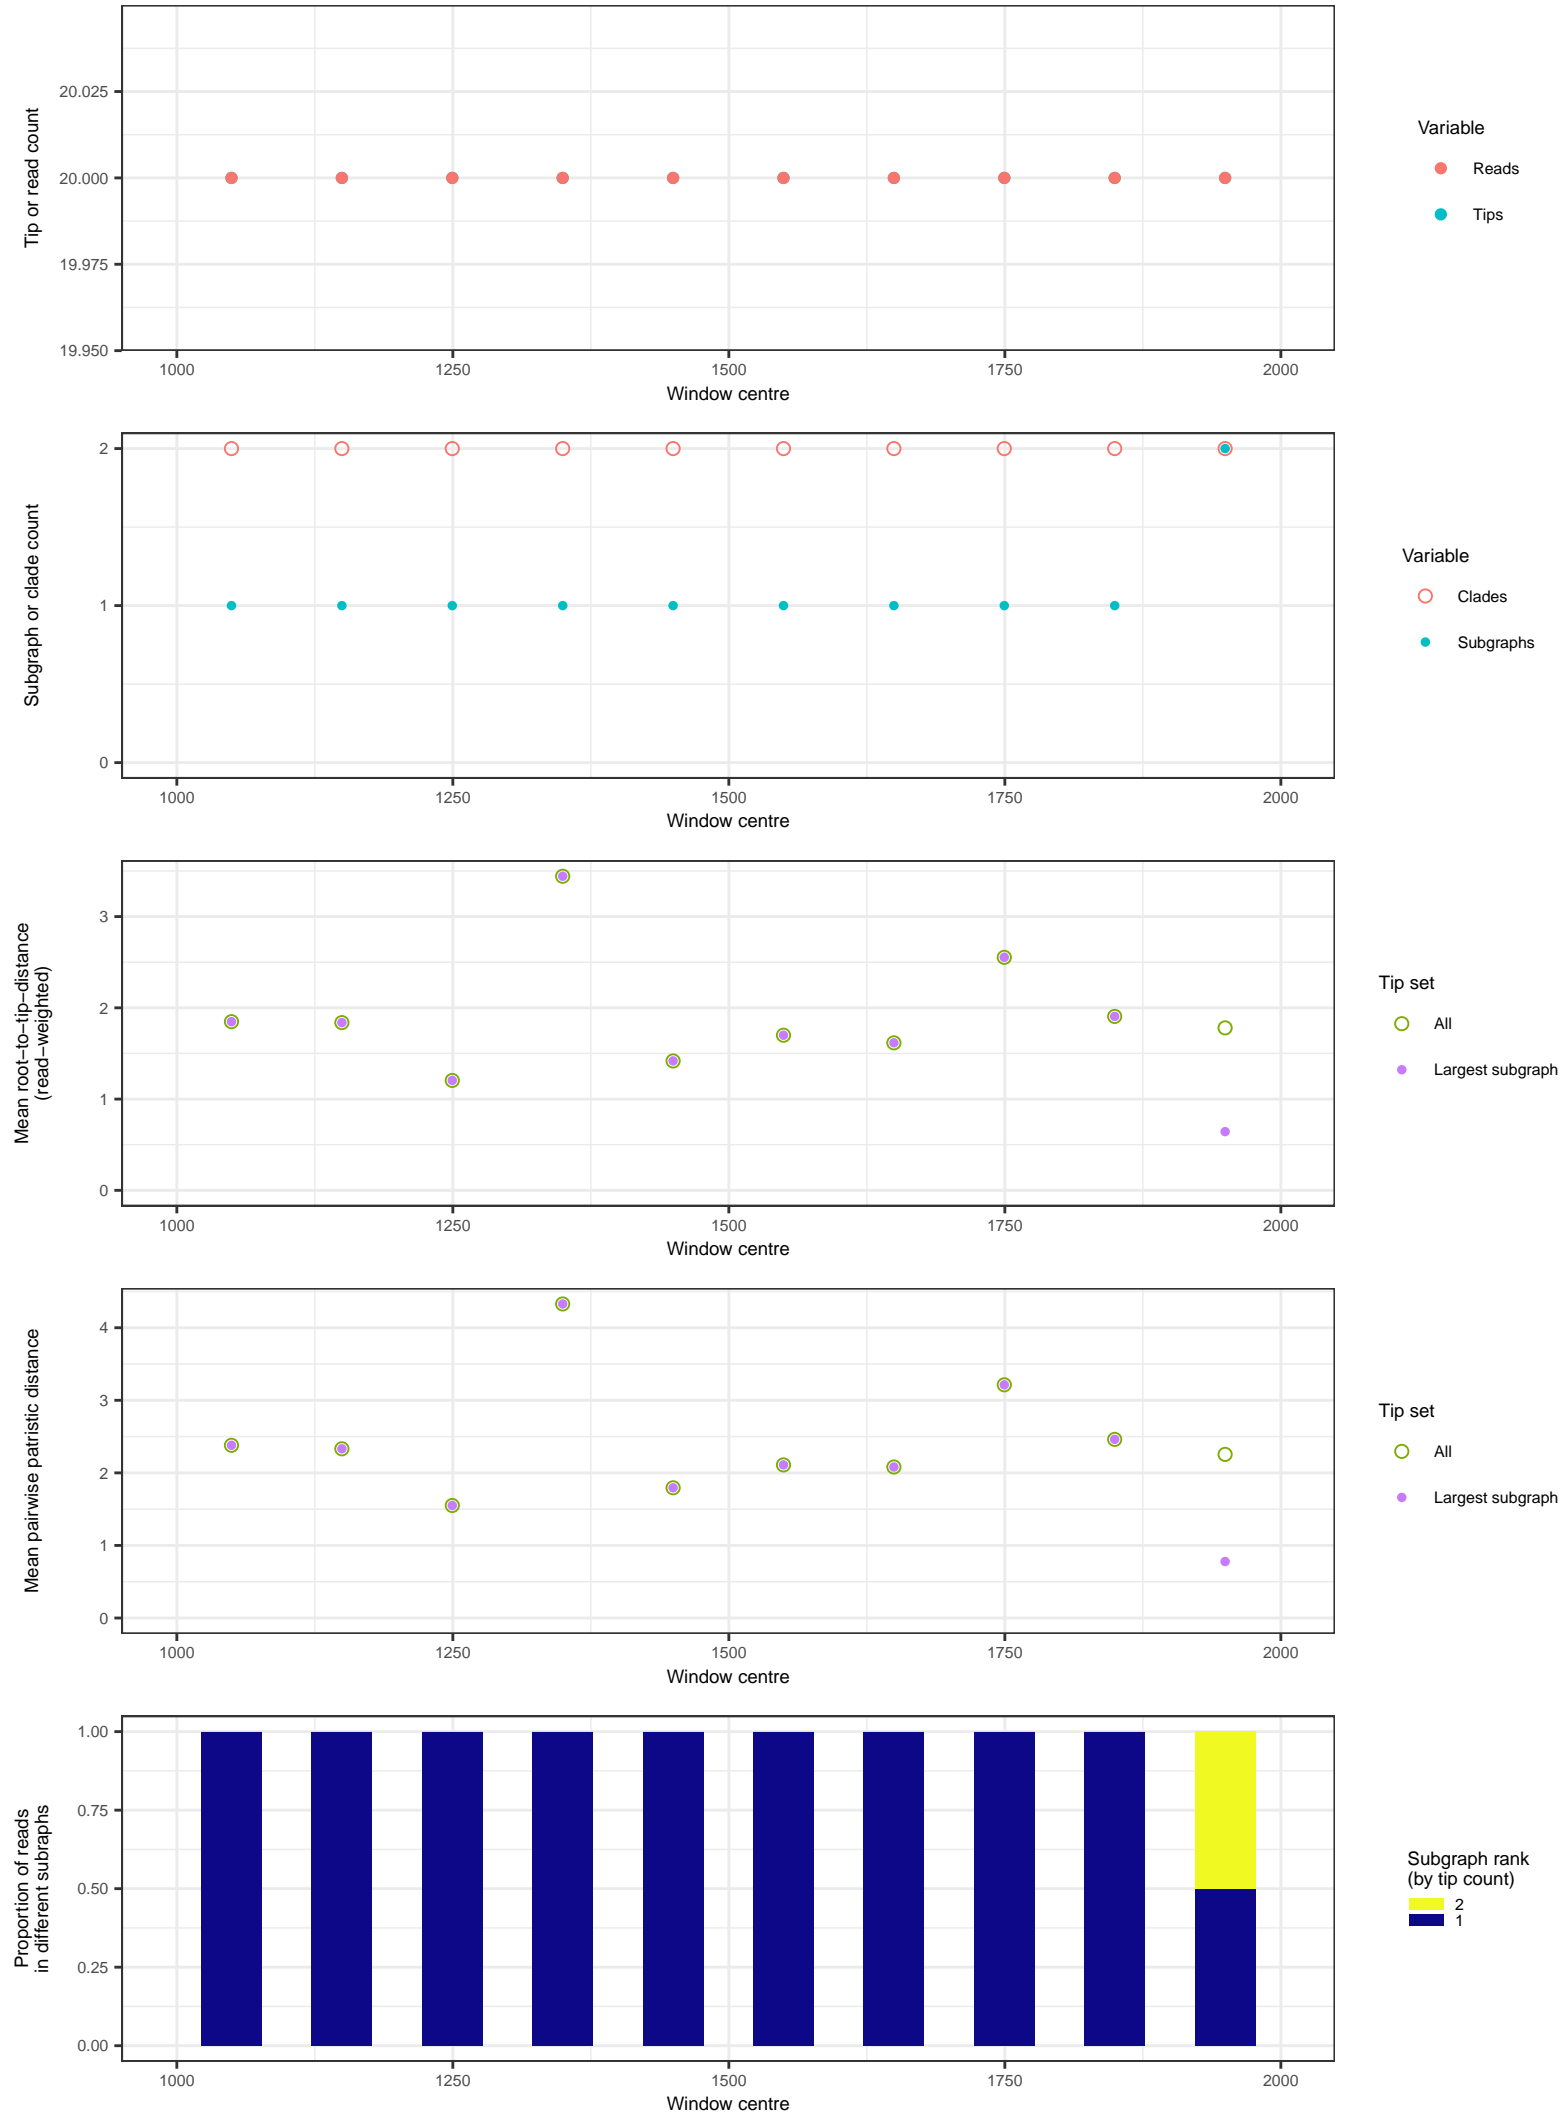 20.025
20.000
19.975
19.950
Tip or read count
1000 1250 1500 1750 2000
Window centre
Variable
Reads
Tips
2
1
0
Subgraph or clade count
1000 1250 1500 1750 2000
Window centre
Variable
Clades
Subgraphs
3
2
1
0
Mean root−to−tip−distance
(read−weighted)
1000 1250 1500 1750 2000
Window centre
Tip set
All
Largest subgraph
4
3
2
1
0
Mean pairwise patristic distance
1000 1250 1500 1750 2000
Window centre
Tip set
All
Largest subgraph
1.00
0.75
0.50
0.25
0.00
Proportion of reads
in different subraphs
1000 1250 1500 1750 2000
Window centre
Subgraph rank
(by tip count)
2
1